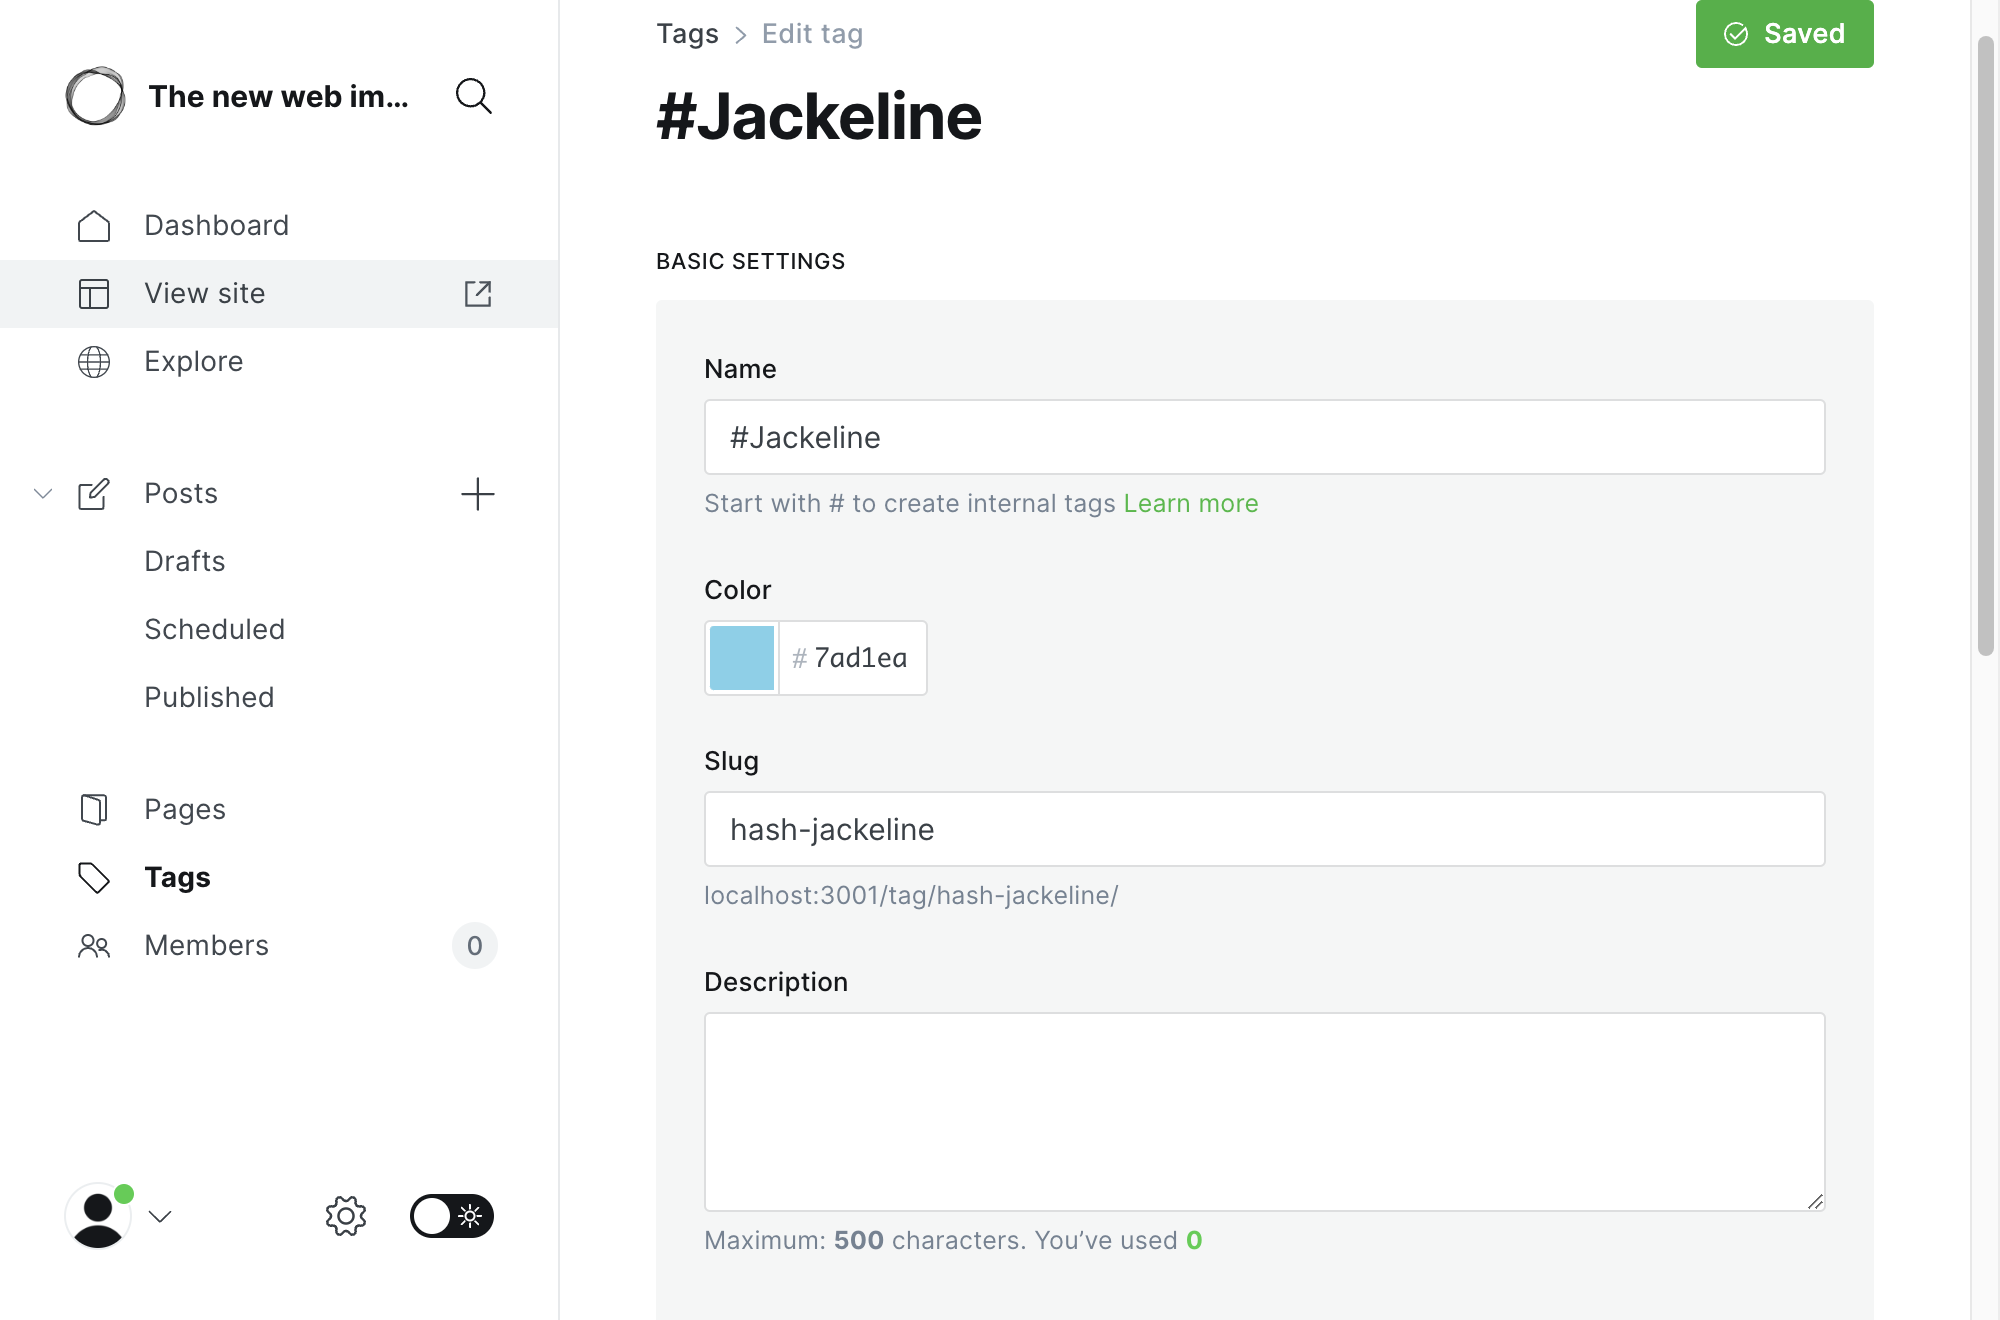 The new web im...
Dashboard
View site
Explore
Posts
Drafts
Scheduled
Published
Pages
Tags
Members 0
Tags > Edit tag
Saved
#Jackeline
BASIC SETTINGS
Name
#Jackeline
Start with # to create internal tags Learn more
Color
# 7ad1ea
Slug
hash-jackeline
localhost:3001/tag/hash-jackeline/
Description
Maximum: 500 characters. You’ve used 0